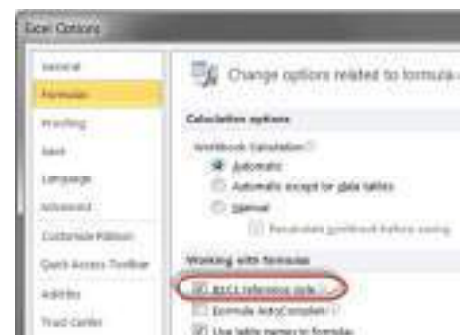 Excel Options
General
Formulas
Proofing
Save
Language
Advanced
Customize Ribbon
Quick Access Toolbar
Add-Ins
Trust Center
Change options related to formula
Calculation options
Workbook Calculation
Automatic
Automatic except for data tables
Manual
Recalculate workbook before saving
Working with formulas
R1C1 reference style
Formula AutoComplete
Use table names in formulas